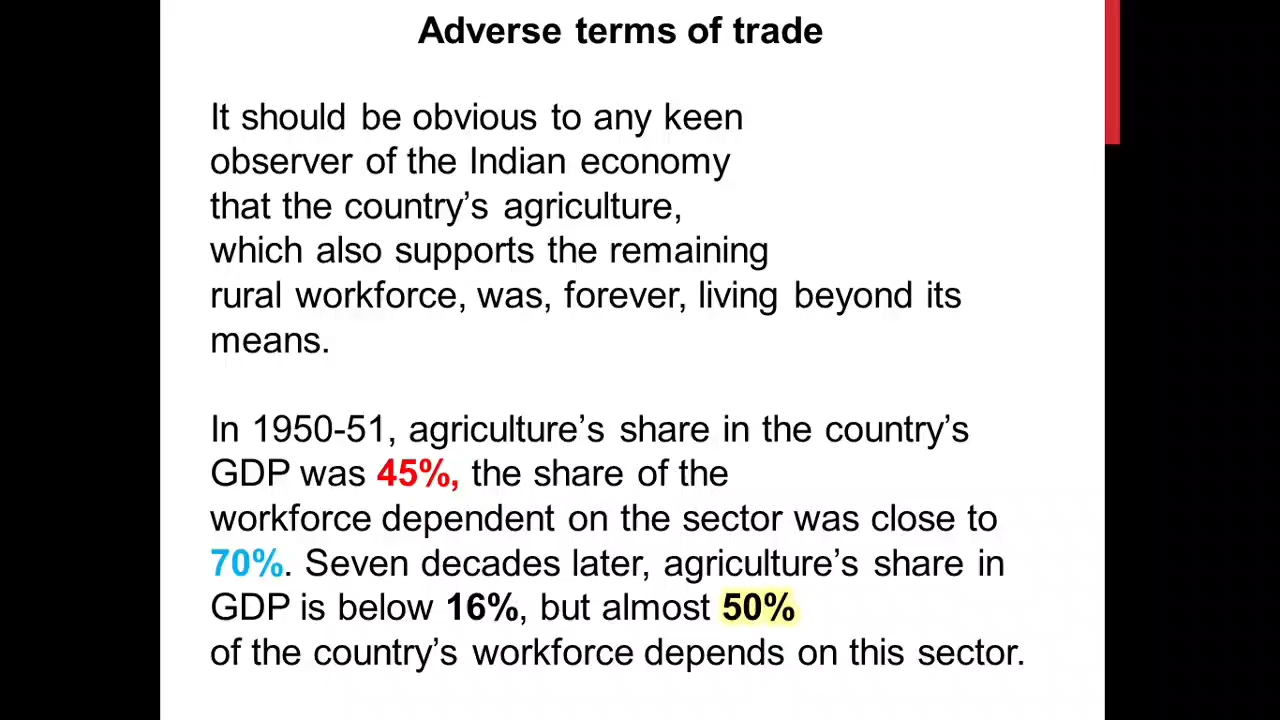 Adverse terms of trade
It should be obvious to any keen
observer of the Indian economy
that the country’s agriculture,
which also supports the remaining
rural workforce, was, forever, living beyond its
means.
In 1950-51, agriculture’s share in the country’s
GDP was 45%, the share of the
workforce dependent on the sector was close to
70%. Seven decades later, agriculture’s share in
GDP is below 16%, but almost 50%
of the country’s workforce depends on this sector.